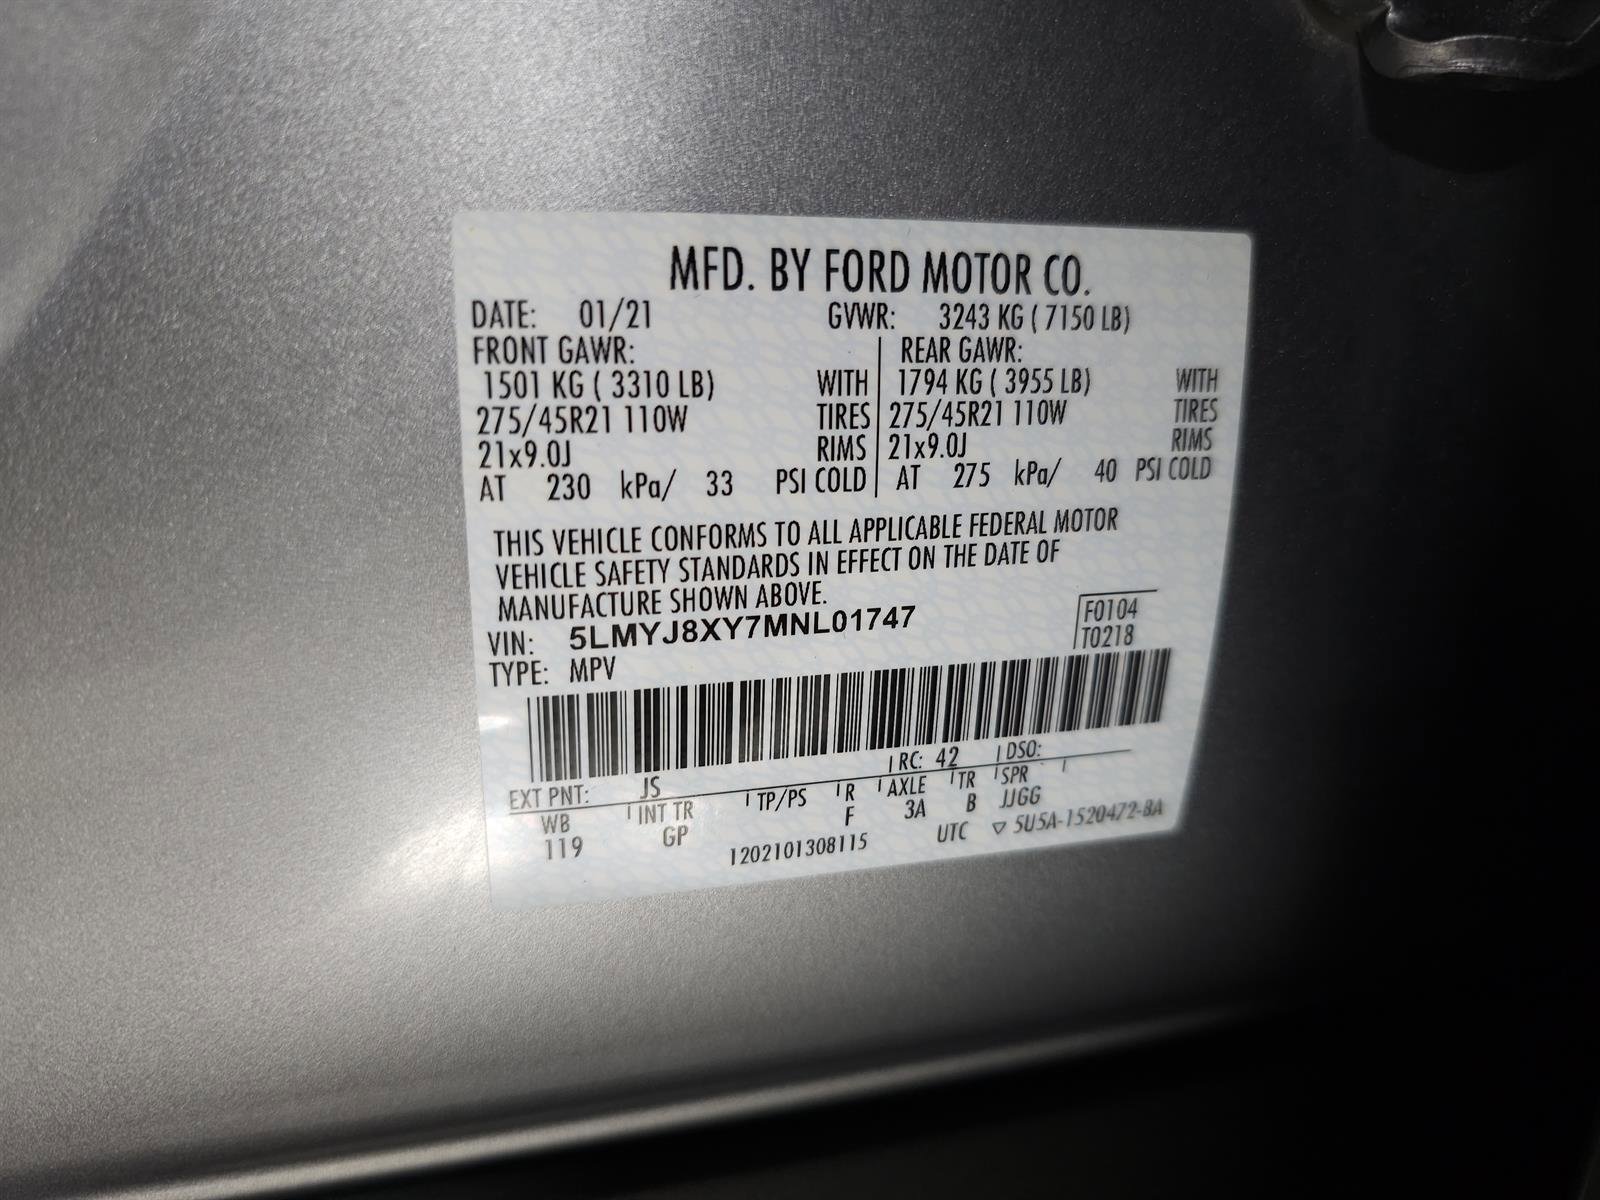 MFD. BY FORD MOTOR CO.
DATE: 01/21 GVWR: 3243 KG ( 7150 LB)
FRONT GAWR: REAR GAWR:
1501 KG ( 3310 LB) WITH 1794 KG ( 3955 LB) WITH
275/45R21 110W TIRES 275/45R21 110W TIRES
21x9.0J RIMS 21x9.0J RIMS
AT 230 kPa/ 33 PSI COLD AT 275 kPa/ 40 PSI COLD
THIS VEHICLE CONFORMS TO ALL APPLICABLE FEDERAL MOTOR
VEHICLE SAFETY STANDARDS IN EFFECT ON THE DATE OF
MANUFACTURE SHOWN ABOVE.
VIN: 5LMYJ8XY7MNL01747 F0104
TYPE: MPV T0218
EXT PNT: JS RC: 42 DSO:
WB INT TR TP/PS R AXLE TR SPR
119 GP F 3A B JJGG
1202101308115 UTC ▽ 5U5A-1520472-BA